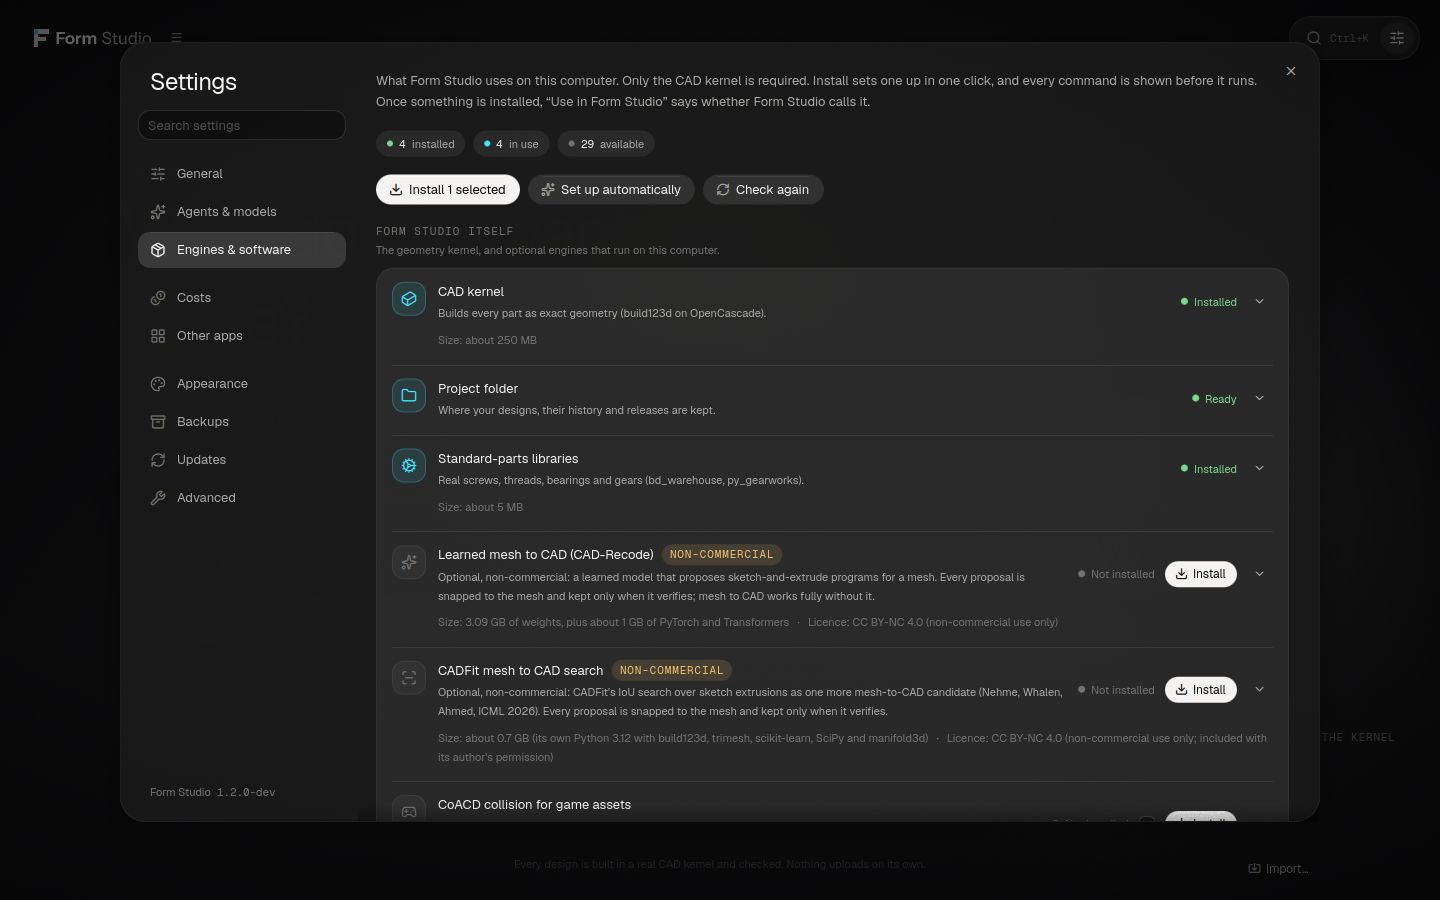 Form Studio
Ctrl+K
Settings
Search settings
General
Agents & models
Engines & software
Costs
Other apps
Appearance
Backups
Updates
Advanced
Form Studio 1.2.0-dev
What Form Studio uses on this computer. Only the CAD kernel is required. Install sets one up in one click, and every command is shown before it runs.
Once something is installed, “Use in Form Studio” says whether Form Studio calls it.
4 installed
4 in use
29 available
Install 1 selected
Set up automatically
Check again
FORM STUDIO ITSELF
The geometry kernel, and optional engines that run on this computer.
CAD kernel
Builds every part as exact geometry (build123d on OpenCascade).
Size: about 250 MB
Installed
Project folder
Where your designs, their history and releases are kept.
Ready
Standard-parts libraries
Real screws, threads, bearings and gears (bd_warehouse, py_gearworks).
Size: about 5 MB
Installed
Learned mesh to CAD (CAD-Recode) NON-COMMERCIAL
Optional, non-commercial: a learned model that proposes sketch-and-extrude programs for a mesh. Every proposal is
snapped to the mesh and kept only when it verifies; mesh to CAD works fully without it.
Size: 3.09 GB of weights, plus about 1 GB of PyTorch and Transformers · Licence: CC BY-NC 4.0 (non-commercial use only)
Not installed
Install
CADFit mesh to CAD search NON-COMMERCIAL
Optional, non-commercial: CADFit's IoU search over sketch extrusions as one more mesh-to-CAD candidate (Nehme, Whalen,
Ahmed, ICML 2026). Every proposal is snapped to the mesh and kept only when it verifies.
Size: about 0.7 GB (its own Python 3.12 with build123d, trimesh, scikit-learn, SciPy and manifold3d) · Licence: CC BY-NC 4.0 (non-commercial use only; included with
its author's permission)
Not installed
Install
CoACD collision for game assets
THE KERNEL
Every design is built in a real CAD kernel and checked. Nothing uploads on its own.
Import…